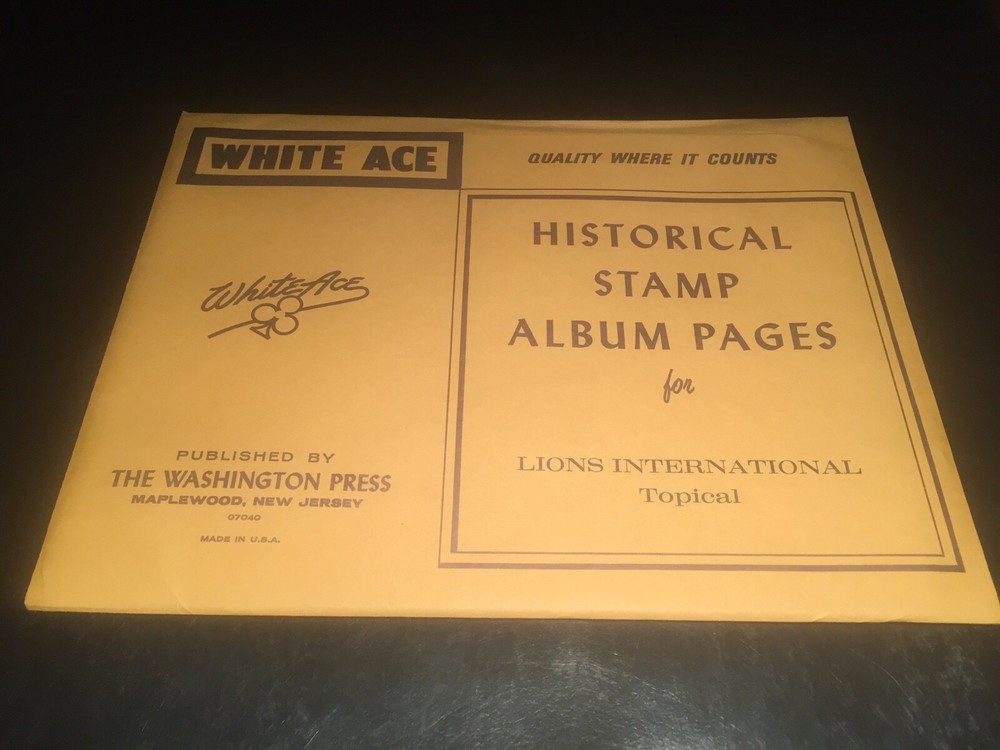 WHITE ACE
QUALITY WHERE IT COUNTS
White Ace
HISTORICAL
STAMP
ALBUM PAGES
for
LIONS INTERNATIONAL
Topical
PUBLISHED BY
THE WASHINGTON PRESS
MAPLEWOOD, NEW JERSEY
07040
MADE IN U.S.A.